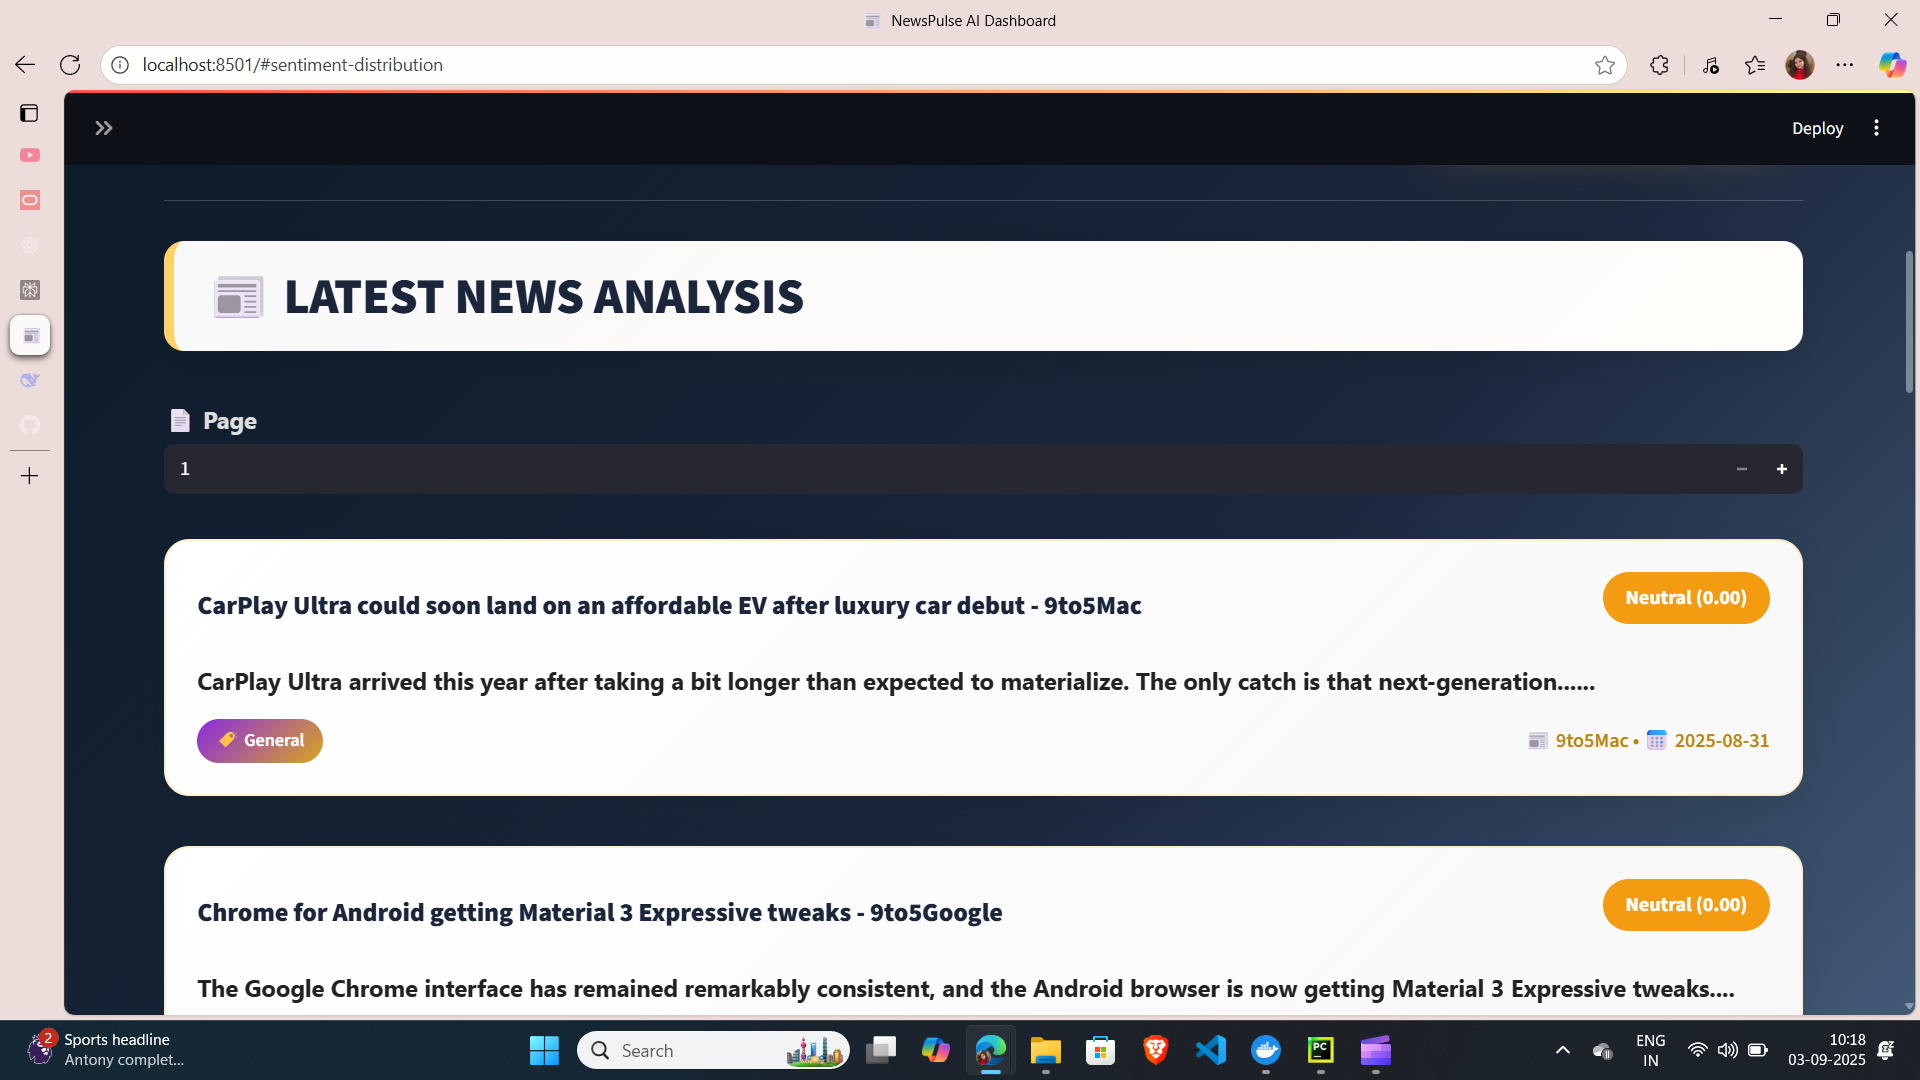 NewsPulse AI Dashboard
localhost:8501/#sentiment-distribution
Deploy
LATEST NEWS ANALYSIS
Page
1
CarPlay Ultra could soon land on an affordable EV after luxury car debut - 9to5Mac
Neutral (0.00)
CarPlay Ultra arrived this year after taking a bit longer than expected to materialize. The only catch is that next-generation......
General
9to5Mac • 2025-08-31
Chrome for Android getting Material 3 Expressive tweaks - 9to5Google
Neutral (0.00)
The Google Chrome interface has remained remarkably consistent, and the Android browser is now getting Material 3 Expressive tweaks....
2
Sports headline
Antony complet...
Search
PC
ENG
IN
10:18
03-09-2025